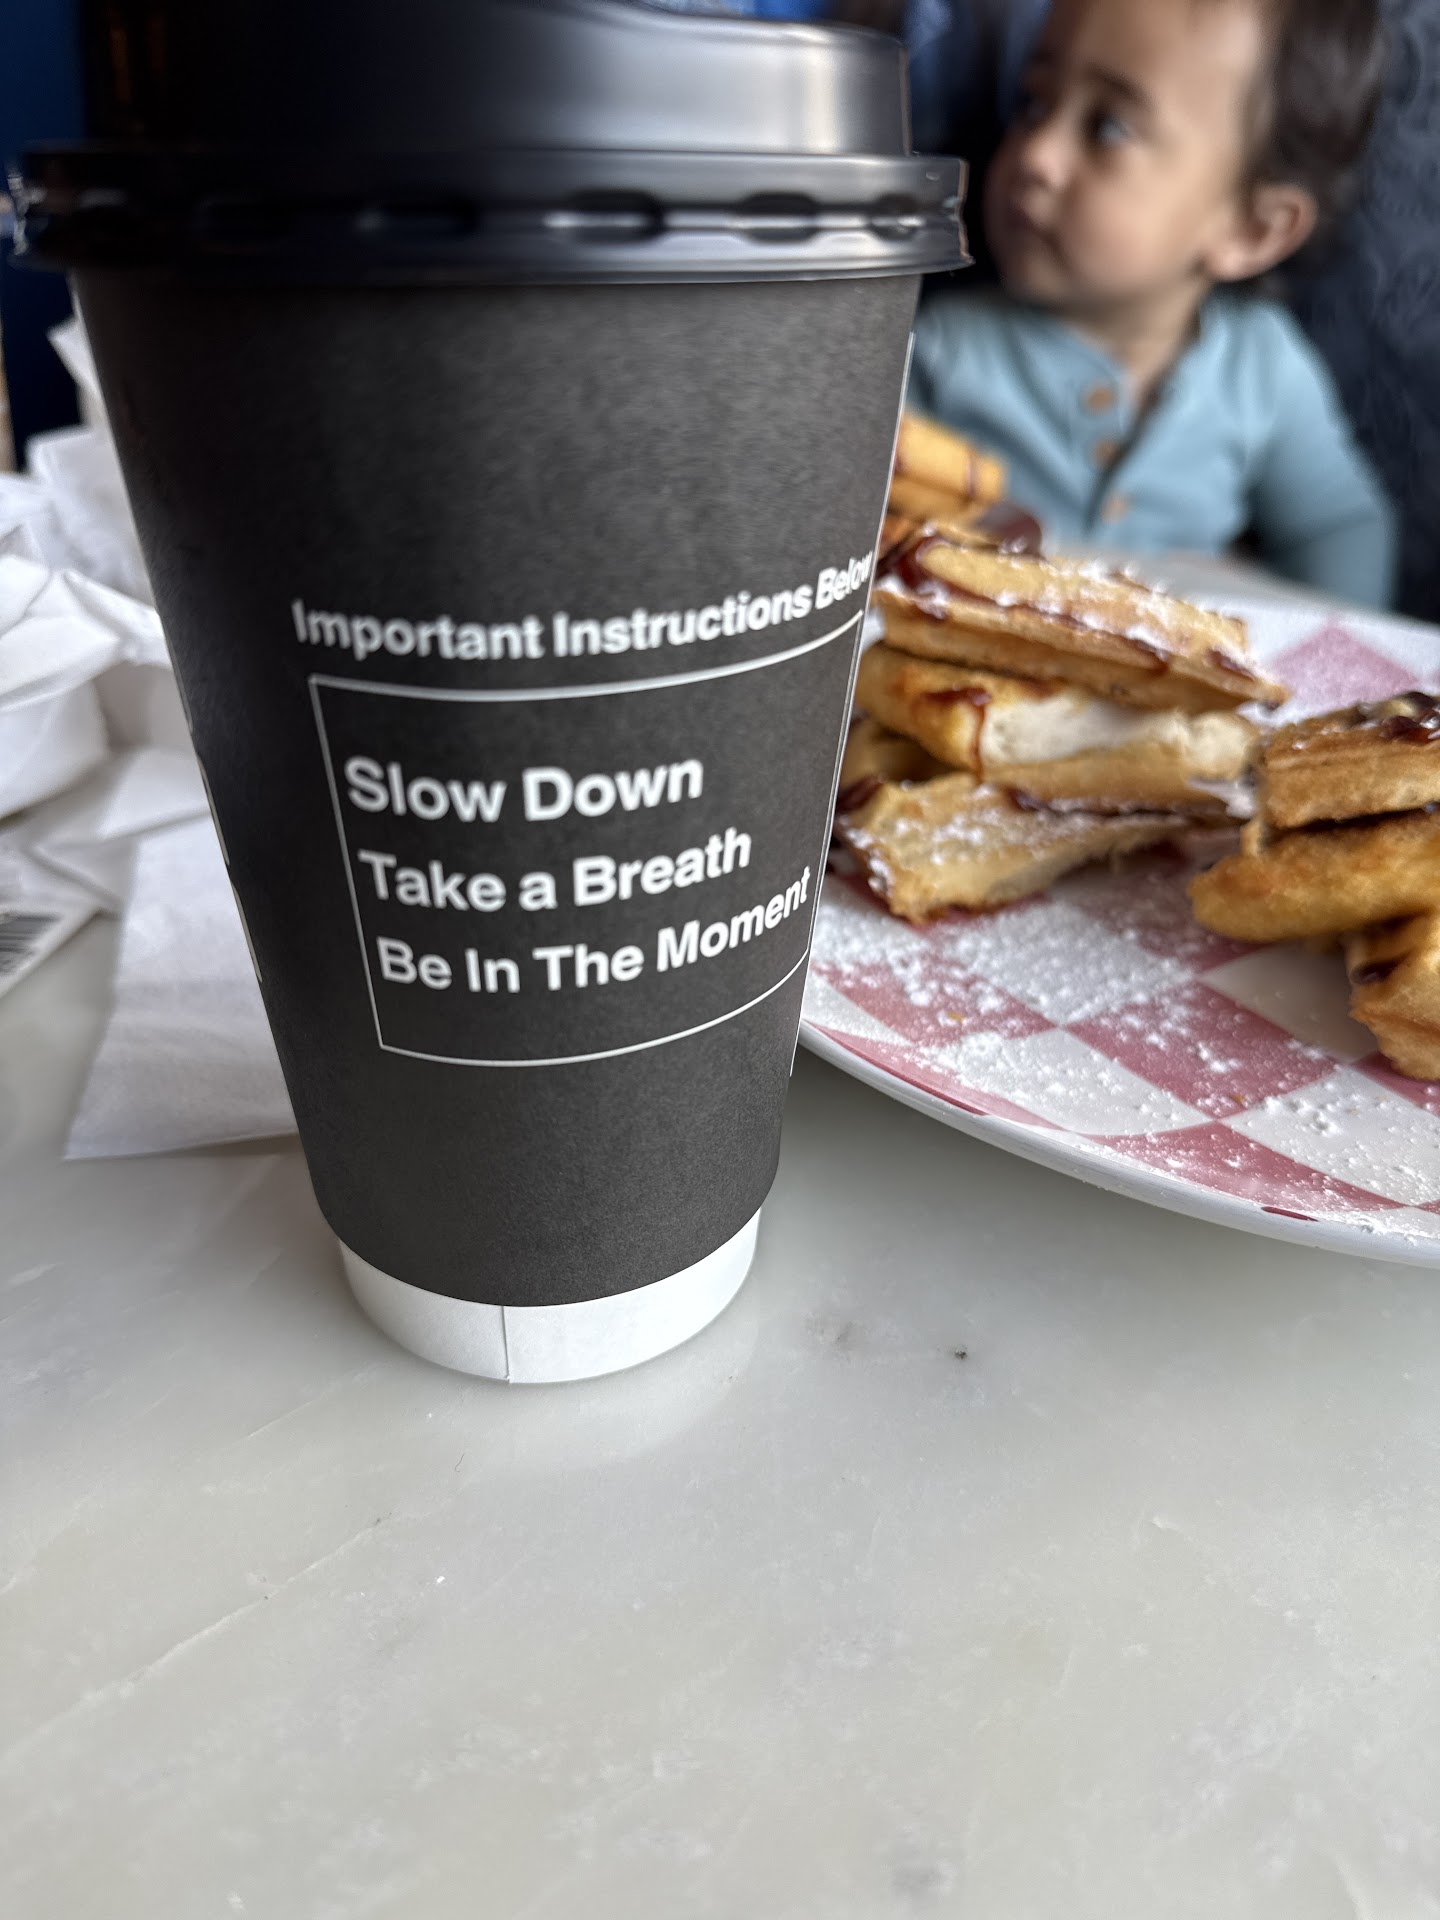 Important Instructions Below
Slow Down
Take a Breath
Be In The Moment